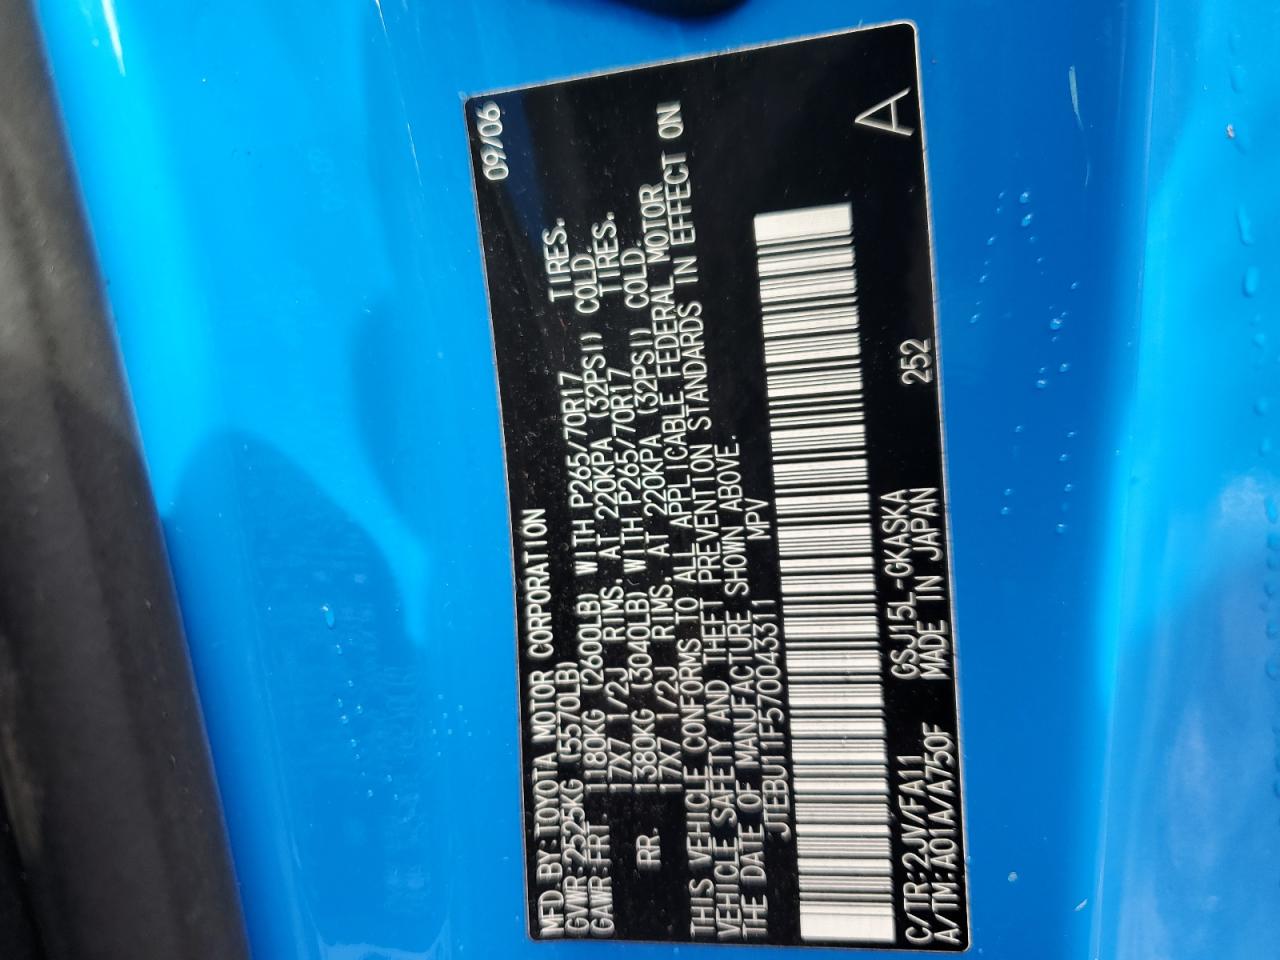 MFD.BY:TOYOTA MOTOR CORPORATION 09/06
GVWR:2525KG (5570LB)
GAWR:FRT. 1180KG (2600LB) WITH P265/70R17 TIRES.
17X7 1/2J RIMS. AT 220KPA (32PSI) COLD.
RR. 1380KG (3040LB) WITH P265/70R17 TIRES.
17X7 1/2J RIMS. AT 220KPA (32PSI) COLD.
THIS VEHICLE CONFORMS TO ALL APPLICABLE FEDERAL MOTOR
VEHICLE SAFETY AND THEFT PREVENTION STANDARDS IN EFFECT ON
THE DATE OF MANUFACTURE SHOWN ABOVE.
JTEBU11F570043311 MPV
C/TR:2JV/FA11 GSJ15L-GKASKA 252 A
A/TM:A01A/A750F MADE IN JAPAN